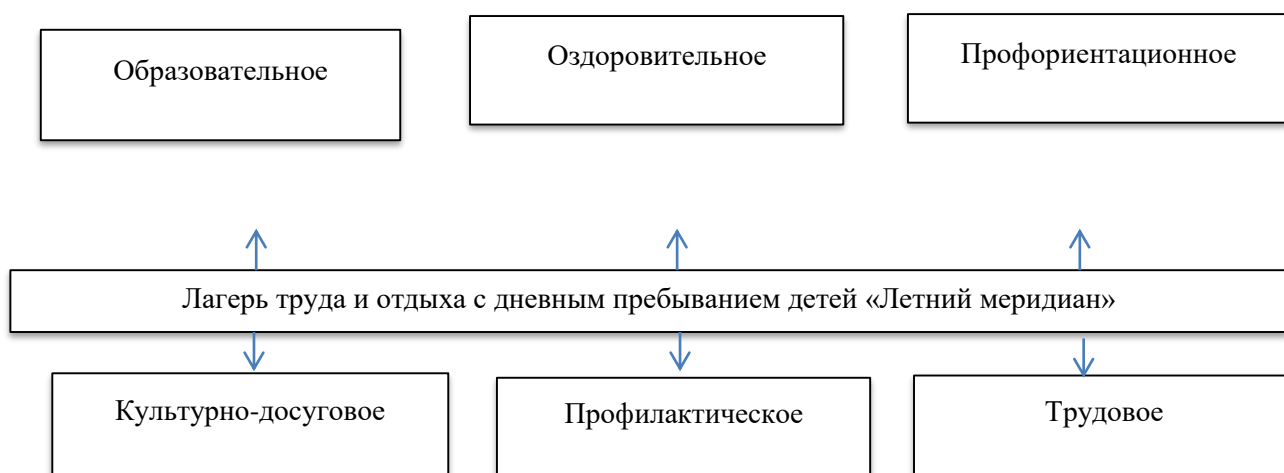 Образовательное
Оздоровительное
Профориентационное
Лагерь труда и отдыха с дневным пребыванием детей «Летний меридиан»
Культурно-досуговое
Профилактическое
Трудовое